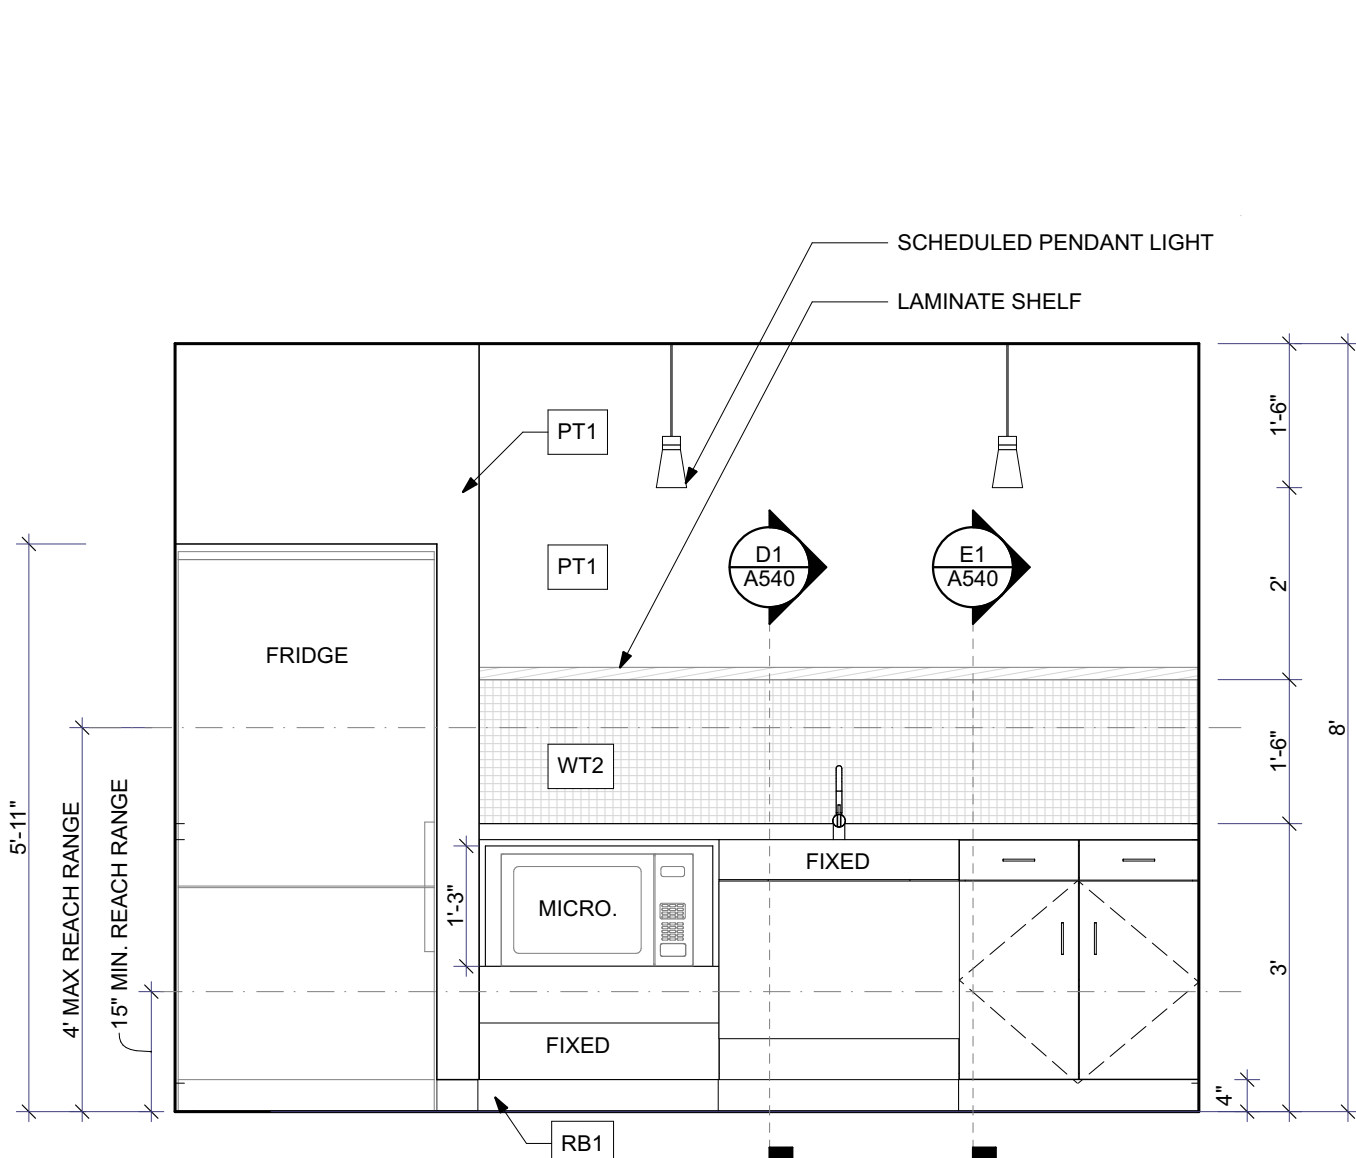 SCHEDULED PENDANT LIGHT
LAMINATE SHELF
PT1
1'-6"
PT1
D1
A540
E1
A540
2'
FRIDGE
8'
WT2
1'-6"
5'-11"
4' MAX REACH RANGE
15" MIN. REACH RANGE
1'-3"
MICRO.
FIXED
3'
FIXED
4"
RB1